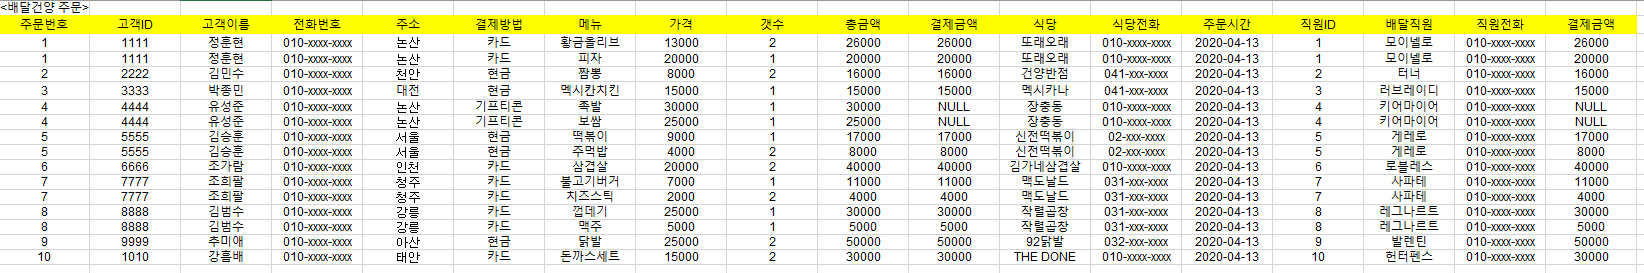 <배달건양 주문>
주문번호 고객ID 고객이름 전화번호 주소 결제방법 메뉴 가격 갯수 총금액 결제금액 식당 식당전화 주문시간 직원ID 배달직원 직원전화 결제금액
1 1111 정훈현 010-xxxx-xxxx 논산 카드 황금올리브 13000 2 26000 26000 또래오래 010-xxxx-xxxx 2020-04-13 1 모이넬로 010-xxxx-xxxx 26000
1 1111 정훈현 010-xxxx-xxxx 논산 카드 피자 20000 1 20000 20000 또래오래 010-xxxx-xxxx 2020-04-13 1 모이넬로 010-xxxx-xxxx 20000
2 2222 김민수 010-xxxx-xxxx 천안 현금 짬뽕 8000 2 16000 16000 건양반점 041-xxx-xxxx 2020-04-13 2 터너 010-xxxx-xxxx 16000
3 3333 박종민 010-xxxx-xxxx 대전 현금 멕시칸치킨 15000 1 15000 15000 멕시카나 041-xxx-xxxx 2020-04-13 3 러브레이디 010-xxxx-xxxx 15000
4 4444 유성준 010-xxxx-xxxx 논산 기프티콘 족발 30000 1 30000 NULL 장충동 010-xxxx-xxxx 2020-04-13 4 키어마이어 010-xxxx-xxxx NULL
4 4444 유성준 010-xxxx-xxxx 논산 기프티콘 보쌈 25000 1 25000 NULL 장충동 010-xxxx-xxxx 2020-04-13 4 키어마이어 010-xxxx-xxxx NULL
5 5555 김승훈 010-xxxx-xxxx 서울 현금 떡볶이 9000 1 17000 17000 신전떡볶이 02-xxx-xxxx 2020-04-13 5 게레로 010-xxxx-xxxx 17000
5 5555 김승훈 010-xxxx-xxxx 서울 현금 주먹밥 4000 2 8000 8000 신전떡볶이 02-xxx-xxxx 2020-04-13 5 게레로 010-xxxx-xxxx 8000
6 6666 조가람 010-xxxx-xxxx 인천 카드 삼겹살 20000 2 40000 40000 김가네삼겹살 010-xxxx-xxxx 2020-04-13 6 로블레스 010-xxxx-xxxx 40000
7 7777 조희팔 010-xxxx-xxxx 청주 카드 불고기버거 7000 1 11000 11000 맥도날드 031-xxx-xxxx 2020-04-13 7 사파테 010-xxxx-xxxx 11000
7 7777 조희팔 010-xxxx-xxxx 청주 카드 치즈스틱 2000 2 4000 4000 맥도날드 031-xxx-xxxx 2020-04-13 7 사파테 010-xxxx-xxxx 4000
8 8888 김범수 010-xxxx-xxxx 강릉 카드 껍데기 25000 1 30000 30000 작렬곱창 031-xxx-xxxx 2020-04-13 8 레그나르트 010-xxxx-xxxx 30000
8 8888 김범수 010-xxxx-xxxx 강릉 카드 맥주 5000 1 5000 5000 작렬곱창 031-xxx-xxxx 2020-04-13 8 레그나르트 010-xxxx-xxxx 5000
9 9999 추미애 010-xxxx-xxxx 아산 현금 닭발 25000 2 50000 50000 92닭발 032-xxx-xxxx 2020-04-13 9 발렌틴 010-xxxx-xxxx 50000
10 1010 강흠배 010-xxxx-xxxx 태안 카드 돈까스세트 15000 2 30000 30000 THE DONE 010-xxxx-xxxx 2020-04-13 10 헌터펜스 010-xxxx-xxxx 30000